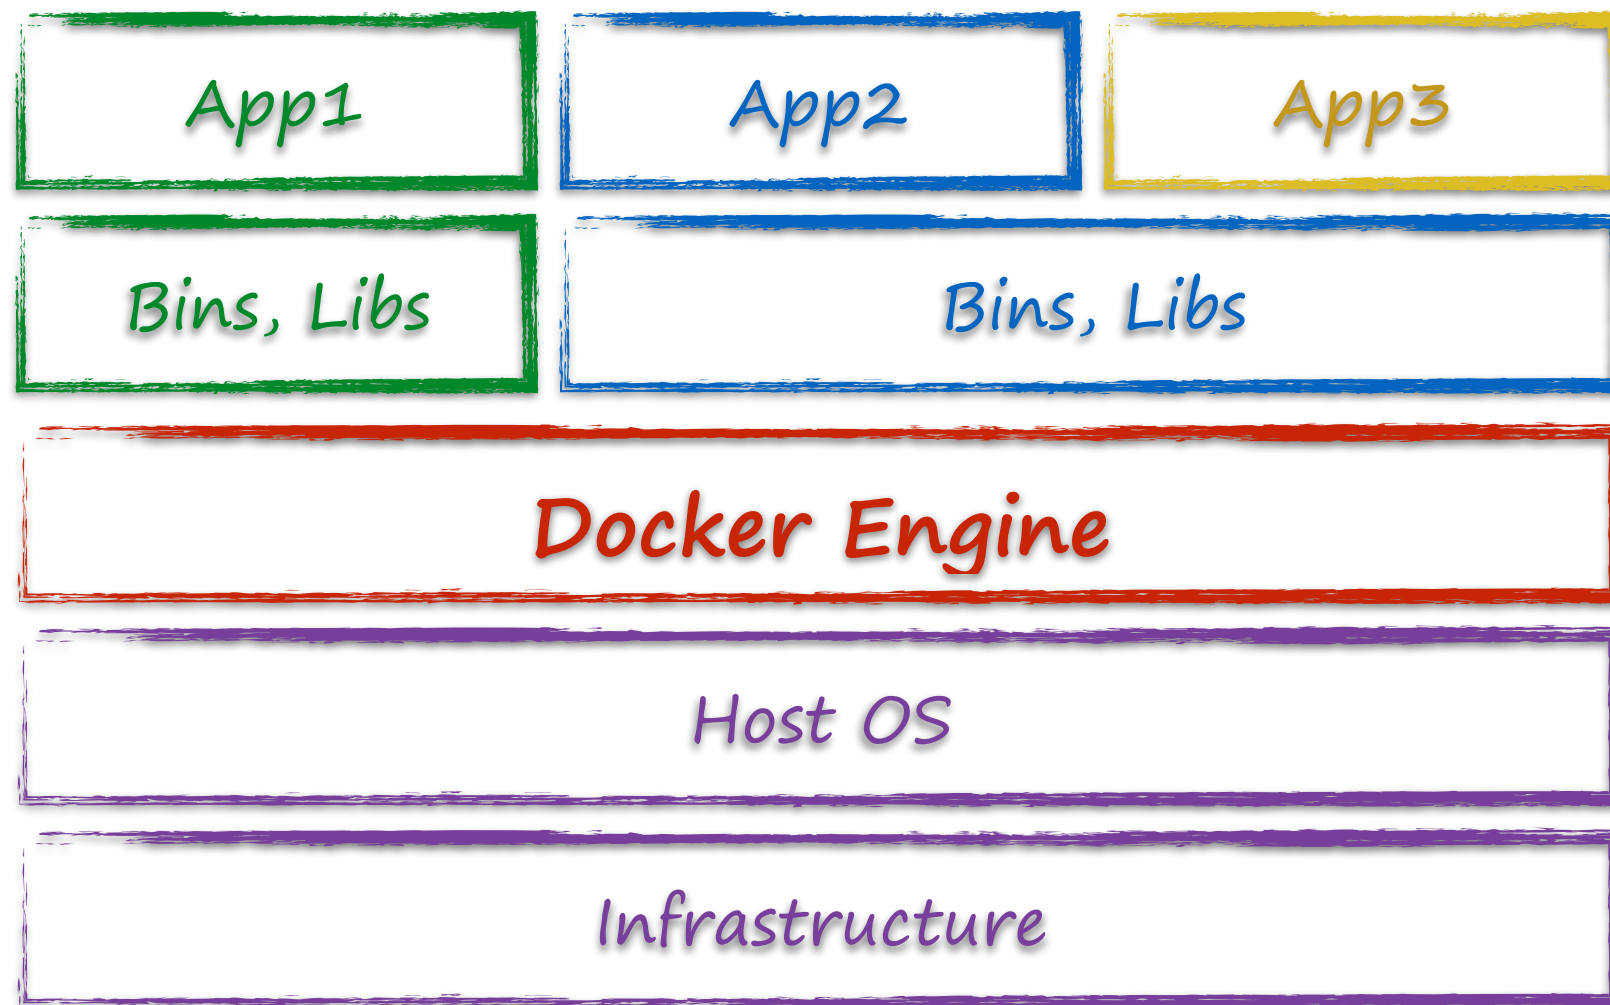 App1 App2 App3
Bins, Libs Bins, Libs
Docker Engine
Host OS
Infrastructure